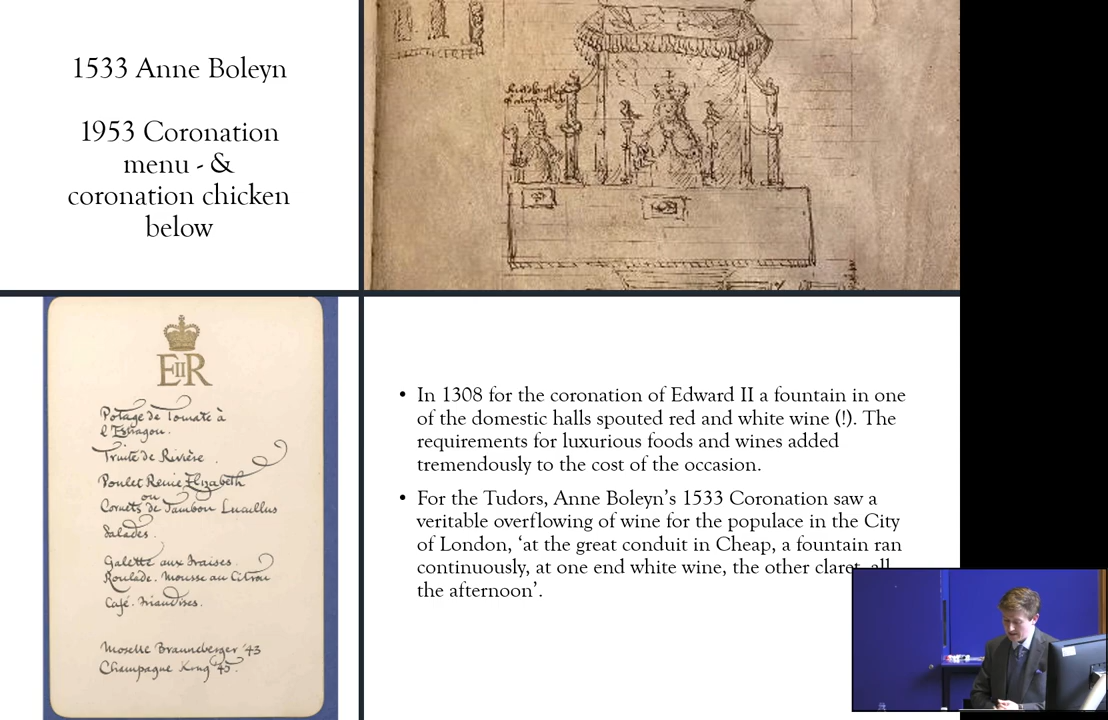 1533 Anne Boleyn
1953 Coronation
menu - &
coronation chicken
below
EIIR
Potage de Tomate à
l'Estragon.
Truite de Rivière.
Poulet Reine Elizabeth
ou
Cornets de Jambon Lucullus
Salades.
Galette aux Fraises.
Roulade. Mousse au Citron
Café. Friandises.
Moselle Brauneberger '43
Champagne Krug '45.
• In 1308 for the coronation of Edward II a fountain in one
of the domestic halls spouted red and white wine (!). The
requirements for luxurious foods and wines added
tremendously to the cost of the occasion.
• For the Tudors, Anne Boleyn's 1533 Coronation saw a
veritable overflowing of wine for the populace in the City
of London, 'at the great conduit in Cheap, a fountain ran
continuously, at one end white wine, the other claret, all
the afternoon'.